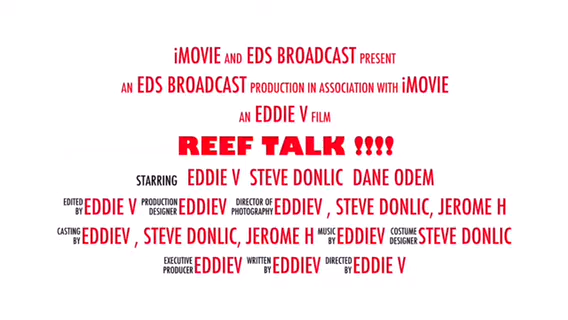 iMOVIE AND EDS BROADCAST PRESENT
AN EDS BROADCAST PRODUCTION IN ASSOCIATION WITH iMOVIE
AN EDDIE V FILM
REEF TALK !!!!
STARRING EDDIE V STEVE DONLIC DANE ODEM
EDITED BY EDDIE V PRODUCTION DESIGNER EDDIEV DIRECTOR OF PHOTOGRAPHY EDDIEV , STEVE DONLIC, JEROME H
CASTING BY EDDIEV , STEVE DONLIC, JEROME H MUSIC BY EDDIEV COSTUME DESIGNER STEVE DONLIC
EXECUTIVE PRODUCER EDDIEV WRITTEN BY EDDIEV DIRECTED BY EDDIE V